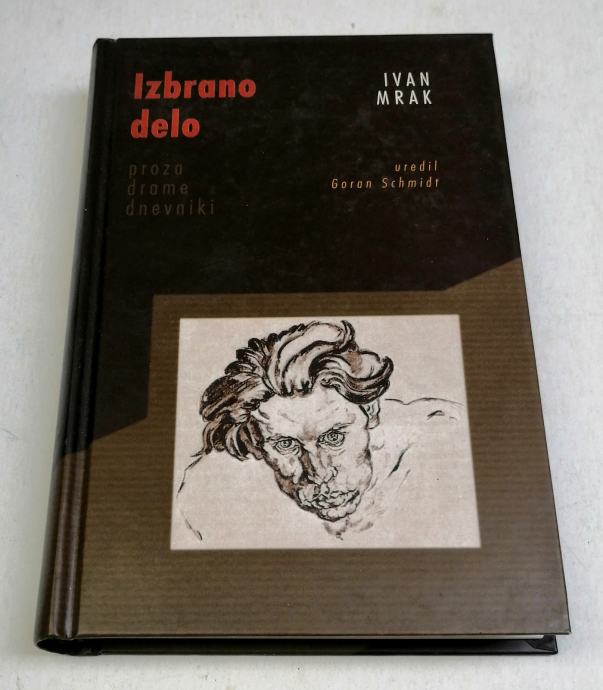 Izbrano
delo
IVAN
MRAK
proza
drame
dnevniki
uredil
Goran Schmidt